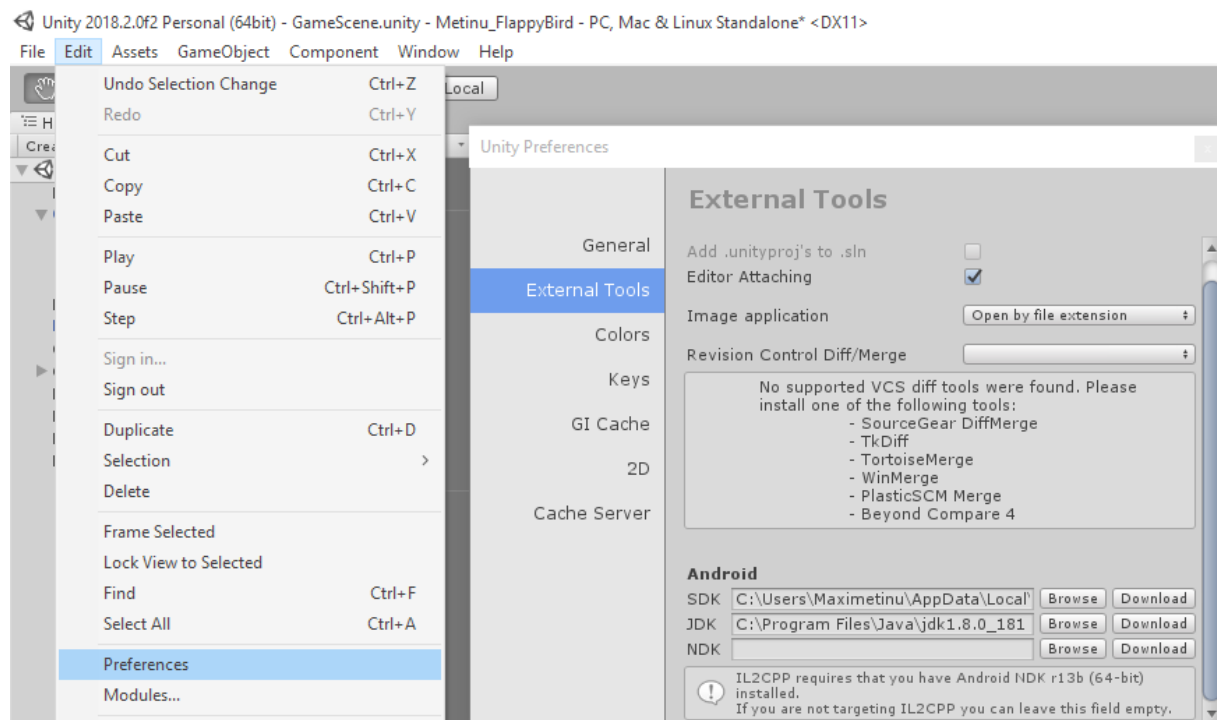 Unity 2018.2.0f2 Personal (64bit) - GameScene.unity - Metinu_FlappyBird - PC, Mac & Linux Standalone* <DX11>
File Edit Assets GameObject Component Window Help
Undo Selection Change Ctrl+Z
Redo Ctrl+Y
Cut Ctrl+X
Copy Ctrl+C
Paste Ctrl+V
Play Ctrl+P
Pause Ctrl+Shift+P
Step Ctrl+Alt+P
Sign in...
Sign out
Duplicate Ctrl+D
Selection
Delete
Frame Selected
Lock View to Selected
Find Ctrl+F
Select All Ctrl+A
Preferences
Modules...
Local
Unity Preferences
General
External Tools
Colors
Keys
GI Cache
2D
Cache Server
External Tools
Add .unityproj's to .sln
Editor Attaching
Image application Open by file extension
Revision Control Diff/Merge
No supported VCS diff tools were found. Please
install one of the following tools:
- SourceGear DiffMerge
- TkDiff
- TortoiseMerge
- WinMerge
- PlasticSCM Merge
- Beyond Compare 4
Android
SDK C:\Users\Maximetinu\AppData\Local\ Browse Download
JDK C:\Program Files\Java\jdk1.8.0_181 Browse Download
NDK Browse Download
IL2CPP requires that you have Android NDK r13b (64-bit)
installed.
If you are not targeting IL2CPP you can leave this field empty.